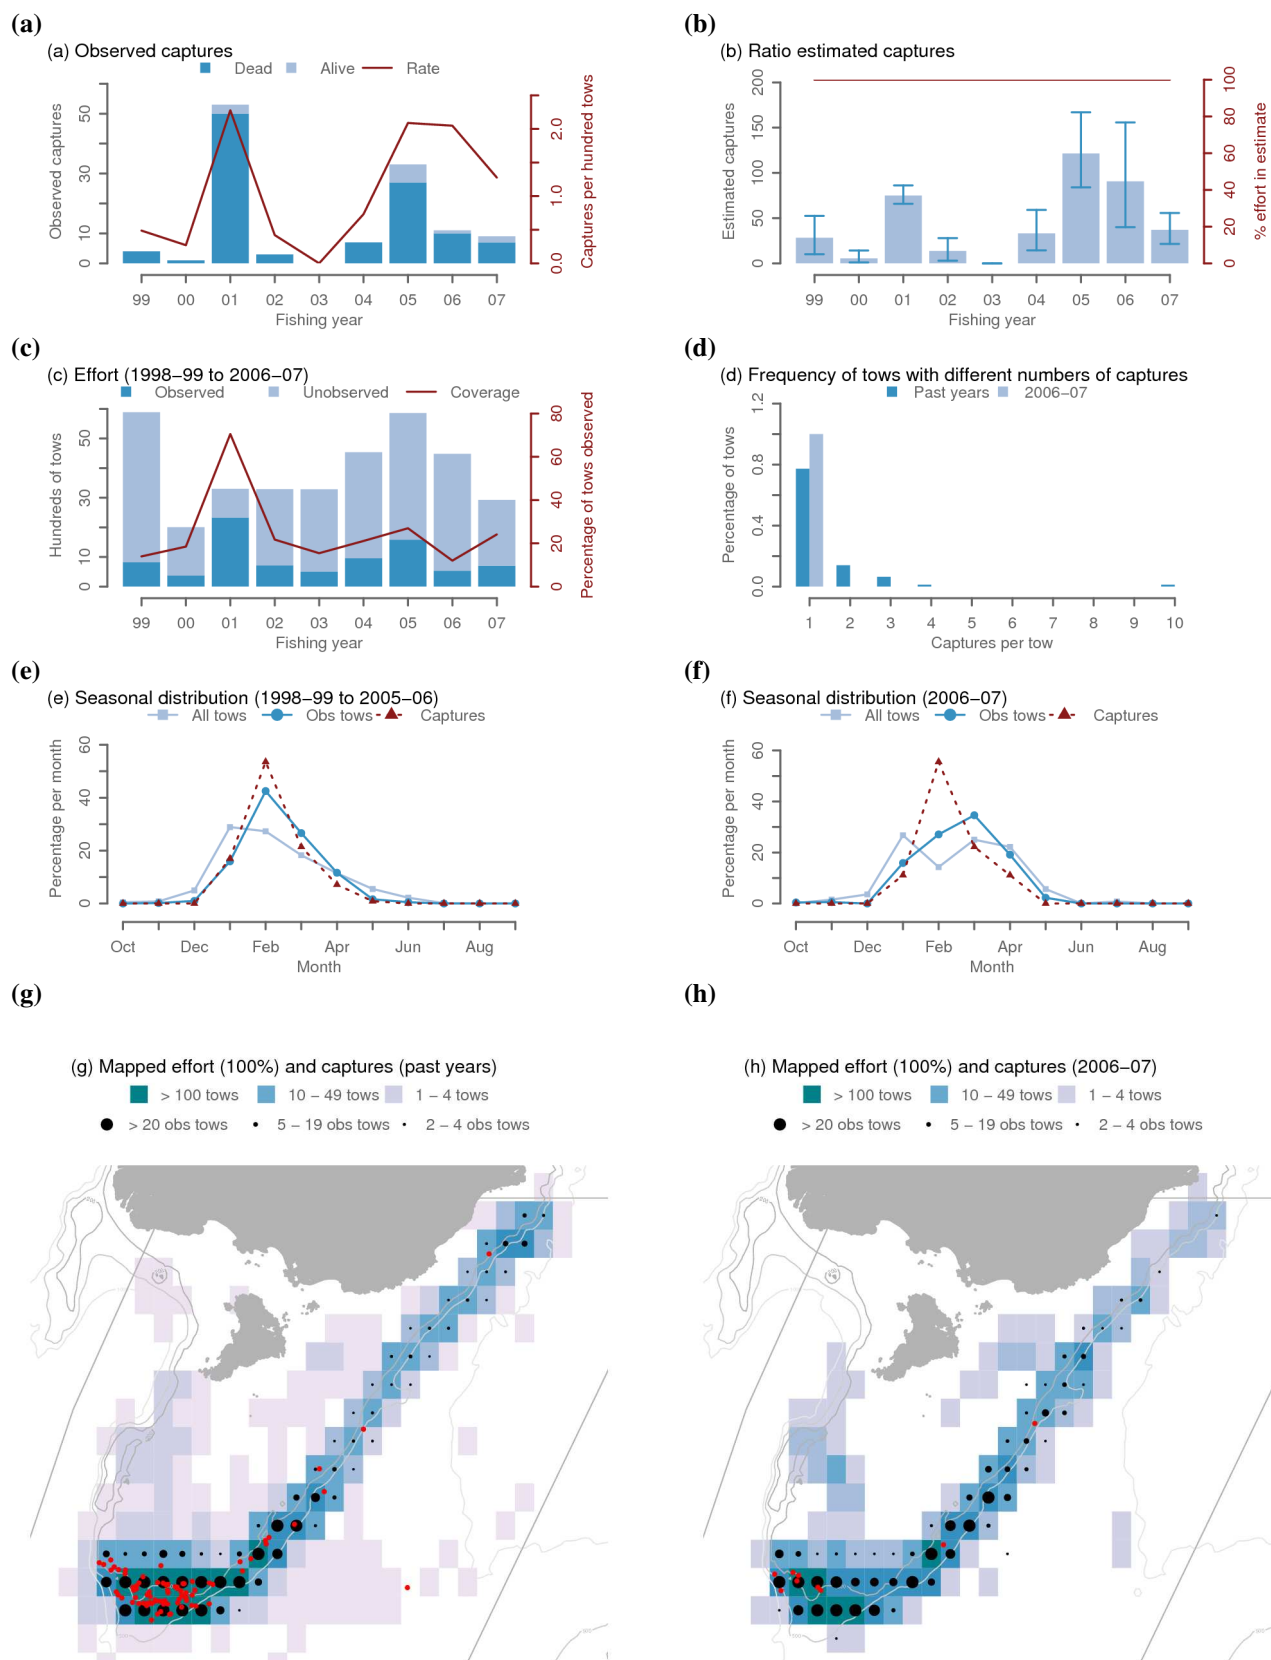 (a)
(a) Observed captures
Dead Alive Rate
Observed captures
0 10 30 50
Captures per hundred tows
0.0 1.0 2.0
99 00 01 02 03 04 05 06 07
Fishing year
(b)
(b) Ratio estimated captures
Estimated captures
0 50 100 150 200
% effort in estimate
0 20 40 60 80 100
99 00 01 02 03 04 05 06 07
Fishing year
(c)
(c) Effort (1998–99 to 2006–07)
Observed Unobserved Coverage
Hundreds of tows
0 10 30 50
Percentage of tows observed
0 20 40 60 80
99 00 01 02 03 04 05 06 07
Fishing year
(d)
(d) Frequency of tows with different numbers of captures
Past years 2006–07
Percentage of tows
0.0 0.4 0.8 1.2
1 2 3 4 5 6 7 8 9 10
Captures per tow
(e)
(e) Seasonal distribution (1998–99 to 2005–06)
All tows Obs tows Captures
Percentage per month
0 20 40 60
Oct Dec Feb Apr Jun Aug
Month
(f)
(f) Seasonal distribution (2006–07)
All tows Obs tows Captures
Percentage per month
0 20 40 60
Oct Dec Feb Apr Jun Aug
Month
(g)
(g) Mapped effort (100%) and captures (past years)
> 100 tows 10 – 49 tows 1 – 4 tows
> 20 obs tows 5 – 19 obs tows 2 – 4 obs tows
(h)
(h) Mapped effort (100%) and captures (2006–07)
> 100 tows 10 – 49 tows 1 – 4 tows
> 20 obs tows 5 – 19 obs tows 2 – 4 obs tows